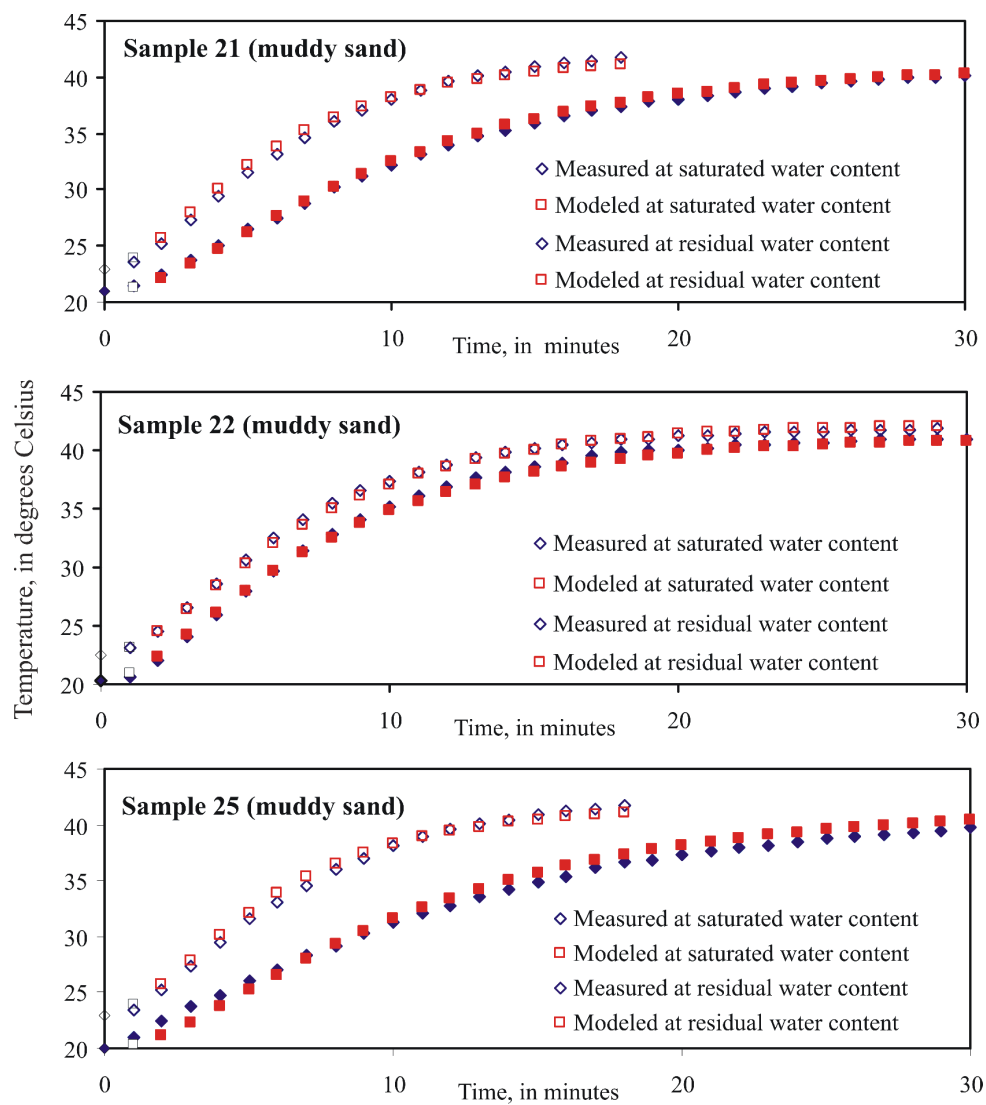 45
Sample 21 (muddy sand)
40
35
30
25
20
Measured at saturated water content
Modeled at saturated water content
Measured at residual water content
Modeled at residual water content
0
10
20
30
Time, in minutes
Temperature, in degrees Celsius
45
Sample 22 (muddy sand)
40
35
30
25
20
Measured at saturated water content
Modeled at saturated water content
Measured at residual water content
Modeled at residual water content
0
10
20
30
Time, in minutes
45
Sample 25 (muddy sand)
40
35
30
25
20
Measured at saturated water content
Modeled at saturated water content
Measured at residual water content
Modeled at residual water content
0
10
20
30
Time, in minutes